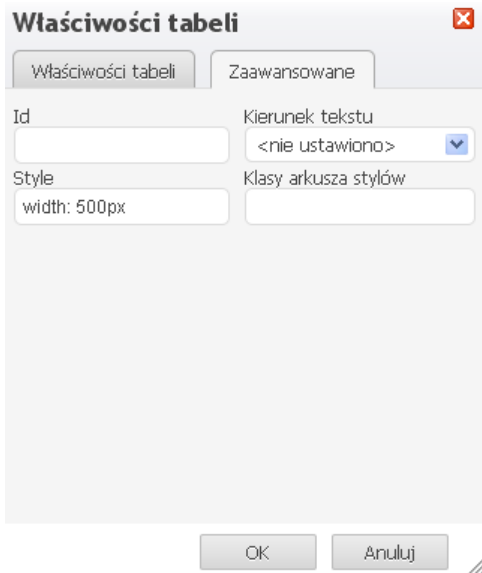 Właściwości tabeli
Właściwości tabeli Zaawansowane
Id Kierunek tekstu
<nie ustawiono>
Style Klasy arkusza stylów
width: 500px
OK Anuluj